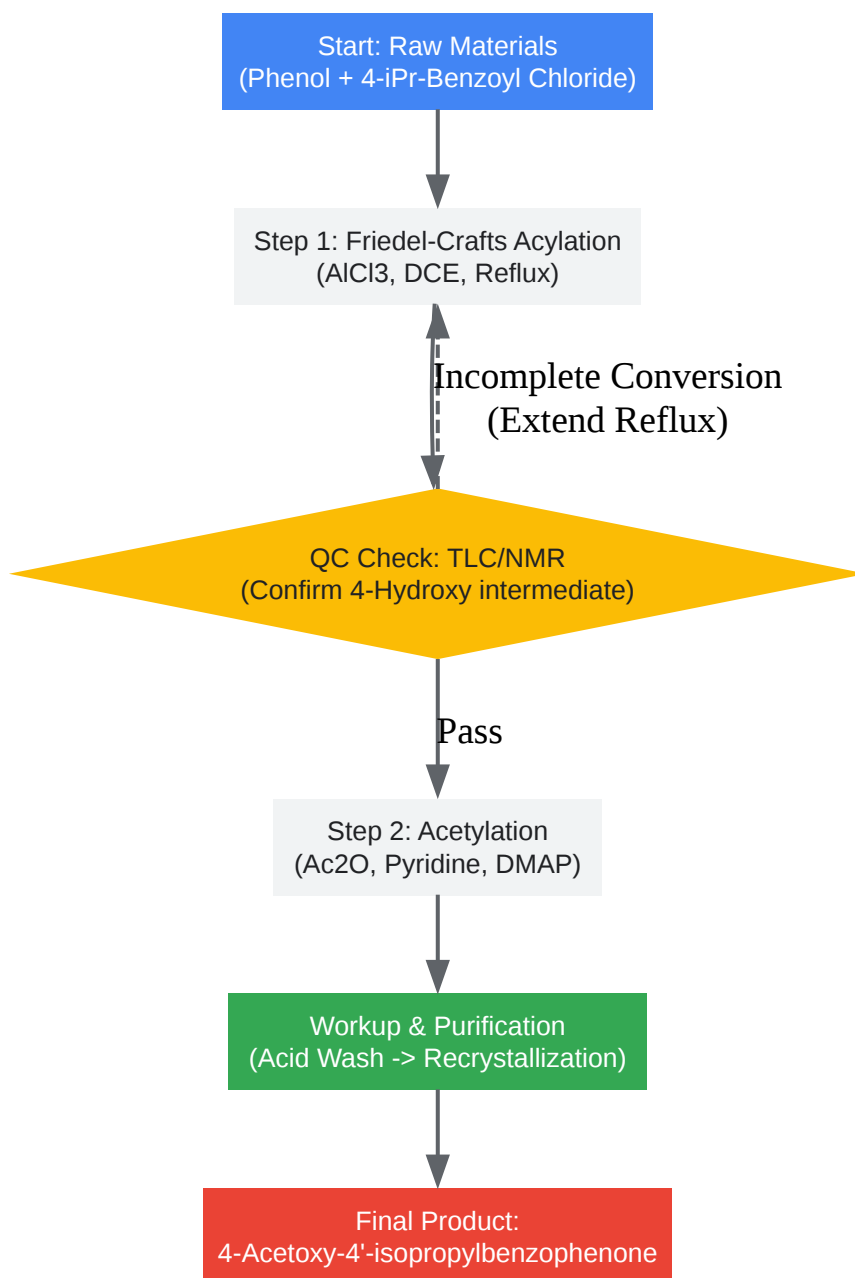 Start: Raw Materials
(Phenol + 4-iPr-Benzoyl Chloride)
Step 1: Friedel-Crafts Acylation
(AlCl3, DCE, Reflux)
Incomplete Conversion
(Extend Reflux)
QC Check: TLC/NMR
(Confirm 4-Hydroxy intermediate)
Pass
Step 2: Acetylation
(Ac2O, Pyridine, DMAP)
Workup & Purification
(Acid Wash -> Recrystallization)
Final Product:
4-Acetoxy-4'-isopropylbenzophenone